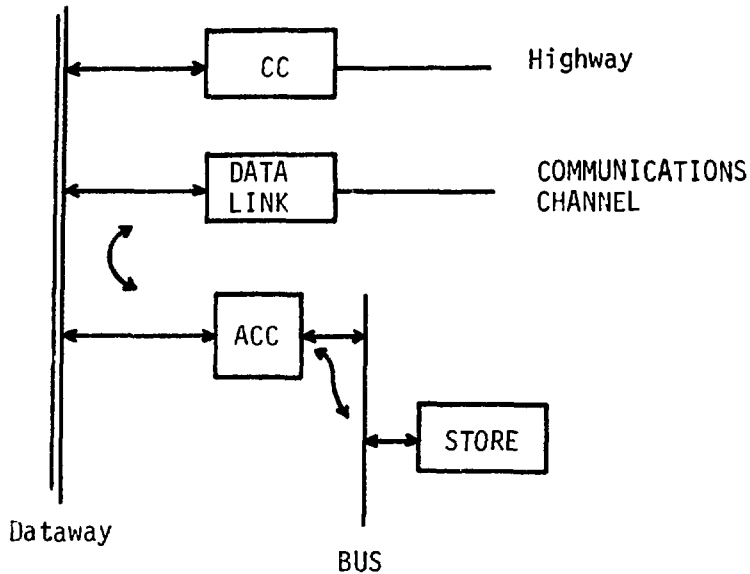 CC
Highway
DATA
LINK
COMMUNICATIONS
CHANNEL
ACC
STORE
Dataway
BUS